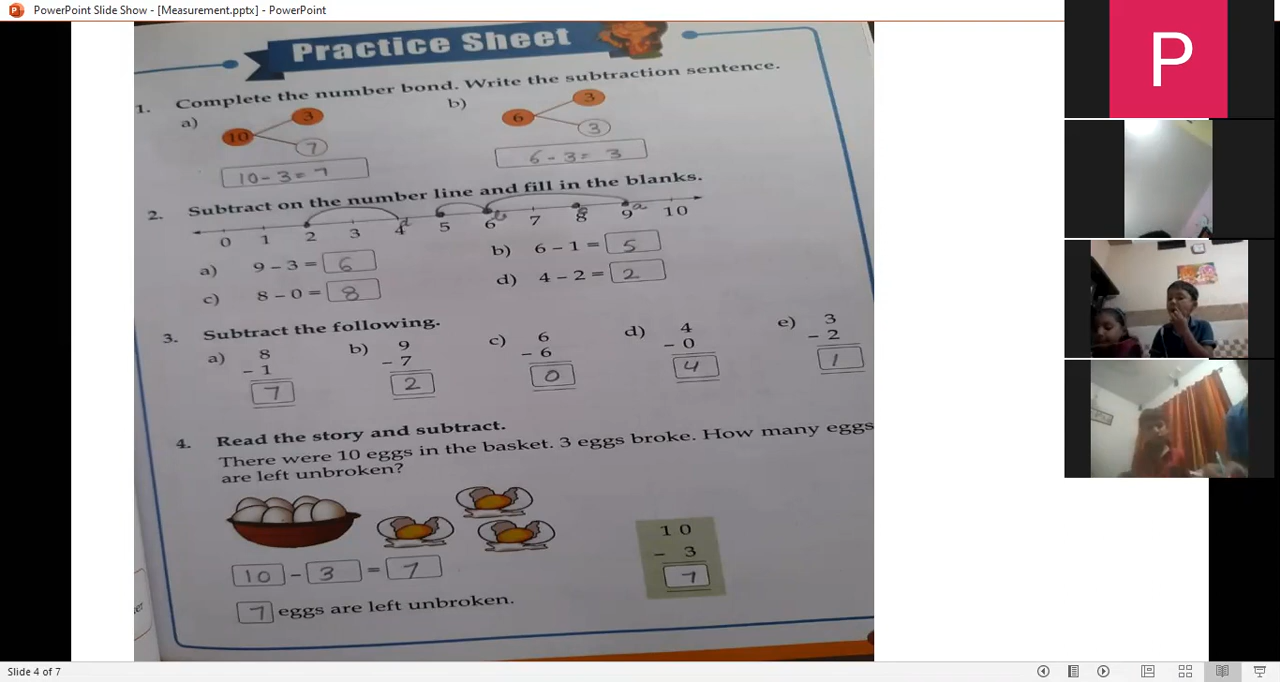 PowerPoint Slide Show - [Measurement.pptx] - PowerPoint
P
Practice Sheet
1. Complete the number bond. Write the subtraction sentence.
a) 10 3 7
10 - 3 = 7
b) 6 3 3
6 - 3 = 3
2. Subtract on the number line and fill in the blanks.
0 1 2 3 4 5 6 7 8 9 10
d b c a
a) 9 - 3 = 6
b) 6 - 1 = 5
c) 8 - 0 = 8
d) 4 - 2 = 2
3. Subtract the following.
a) b) c) d) e)
8 9 6 4 3
- 1 - 7 - 6 - 0 - 2
7 2 0 4 1
4. Read the story and subtract.
There were 10 eggs in the basket. 3 eggs broke. How many eggs
are left unbroken?
10 - 3 = 7
10
- 3
7
7 eggs are left unbroken.
Slide 4 of 7